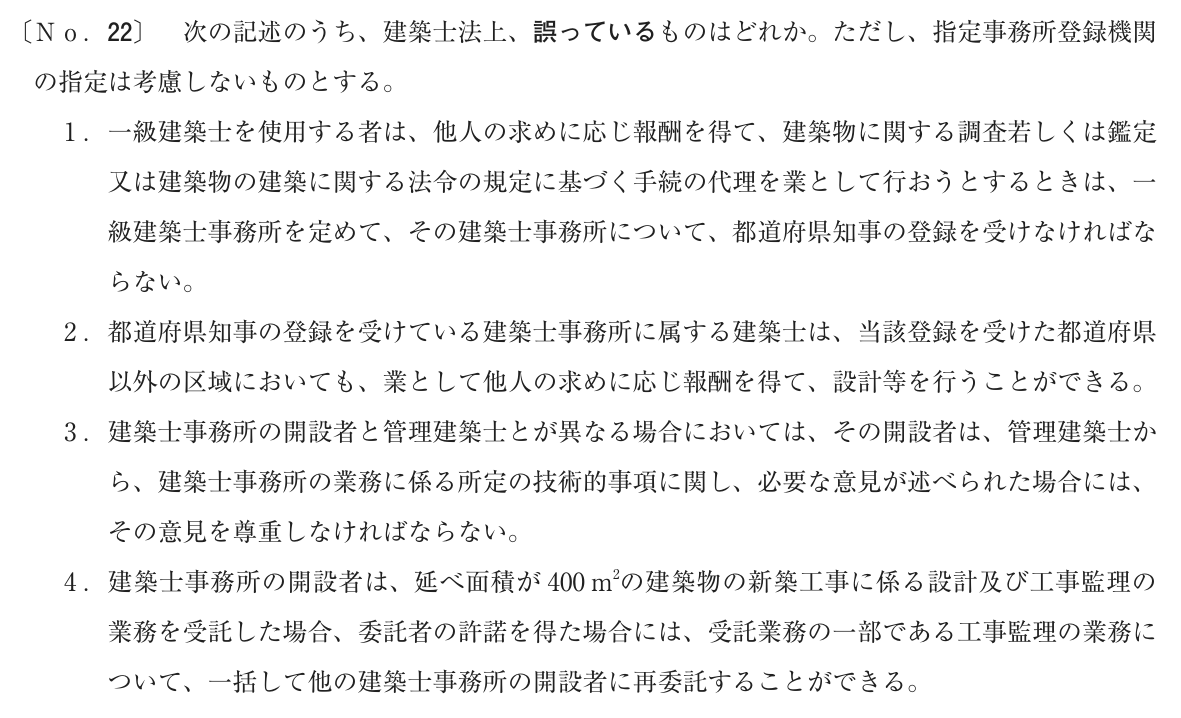 〔Ｎｏ．22〕　次の記述のうち、建築士法上、誤っているものはどれか。ただし、指定事務所登録機関
の指定は考慮しないものとする。
１．一級建築士を使用する者は、他人の求めに応じ報酬を得て、建築物に関する調査若しくは鑑定
又は建築物の建築に関する法令の規定に基づく手続の代理を業として行おうとするときは、一
級建築士事務所を定めて、その建築士事務所について、都道府県知事の登録を受けなければな
らない。
２．都道府県知事の登録を受けている建築士事務所に属する建築士は、当該登録を受けた都道府県
以外の区域においても、業として他人の求めに応じ報酬を得て、設計等を行うことができる。
３．建築士事務所の開設者と管理建築士とが異なる場合においては、その開設者は、管理建築士か
ら、建築士事務所の業務に係る所定の技術的事項に関し、必要な意見が述べられた場合には、
その意見を尊重しなければならない。
４．建築士事務所の開設者は、延べ面積が 400 m²の建築物の新築工事に係る設計及び工事監理の
業務を受託した場合、委託者の許諾を得た場合には、受託業務の一部である工事監理の業務に
ついて、一括して他の建築士事務所の開設者に再委託することができる。